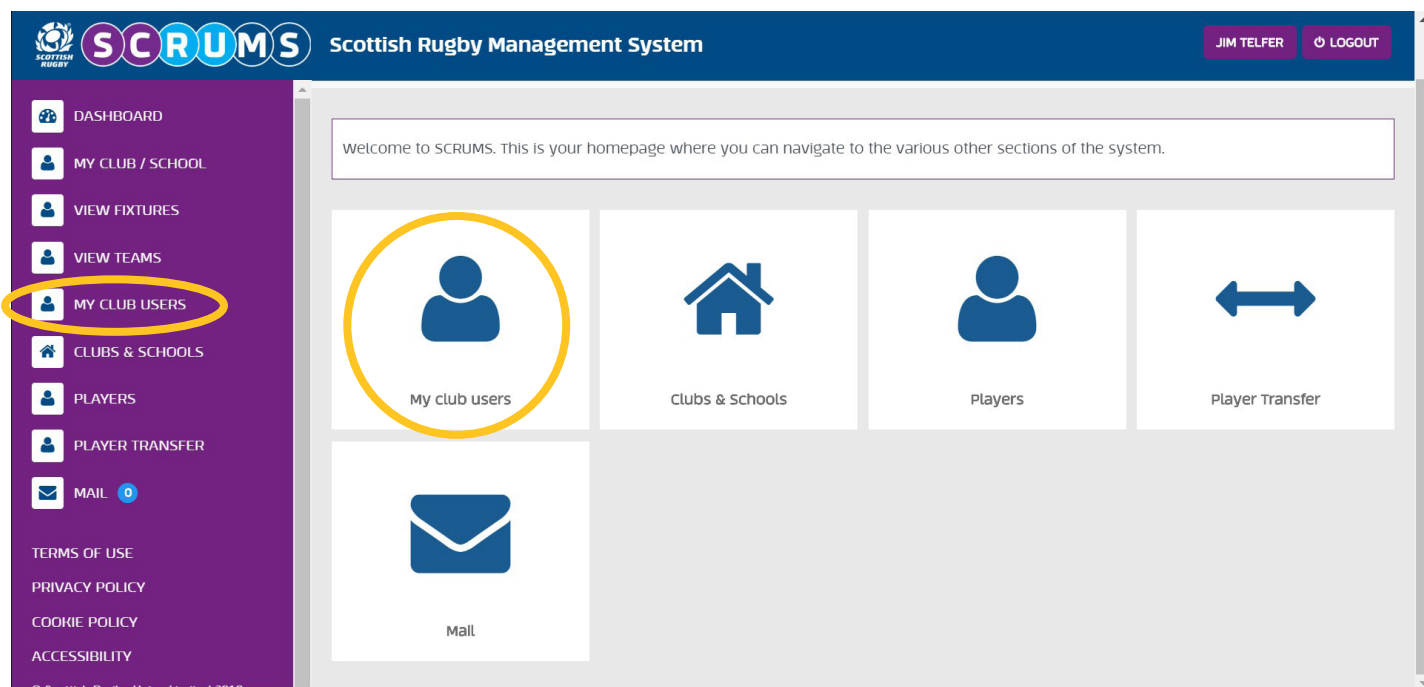 SCOTTISH
RUGBY
SCRUMS
Scottish Rugby Management System
JIM TELFER
LOGOUT
DASHBOARD
MY CLUB / SCHOOL
VIEW FIXTURES
VIEW TEAMS
MY CLUB USERS
CLUBS & SCHOOLS
PLAYERS
PLAYER TRANSFER
MAIL 0
TERMS OF USE
PRIVACY POLICY
COOKIE POLICY
ACCESSIBILITY
Welcome to SCRUMS. This is your homepage where you can navigate to the various other sections of the system.
My club users
Clubs & Schools
Players
Player Transfer
Mail